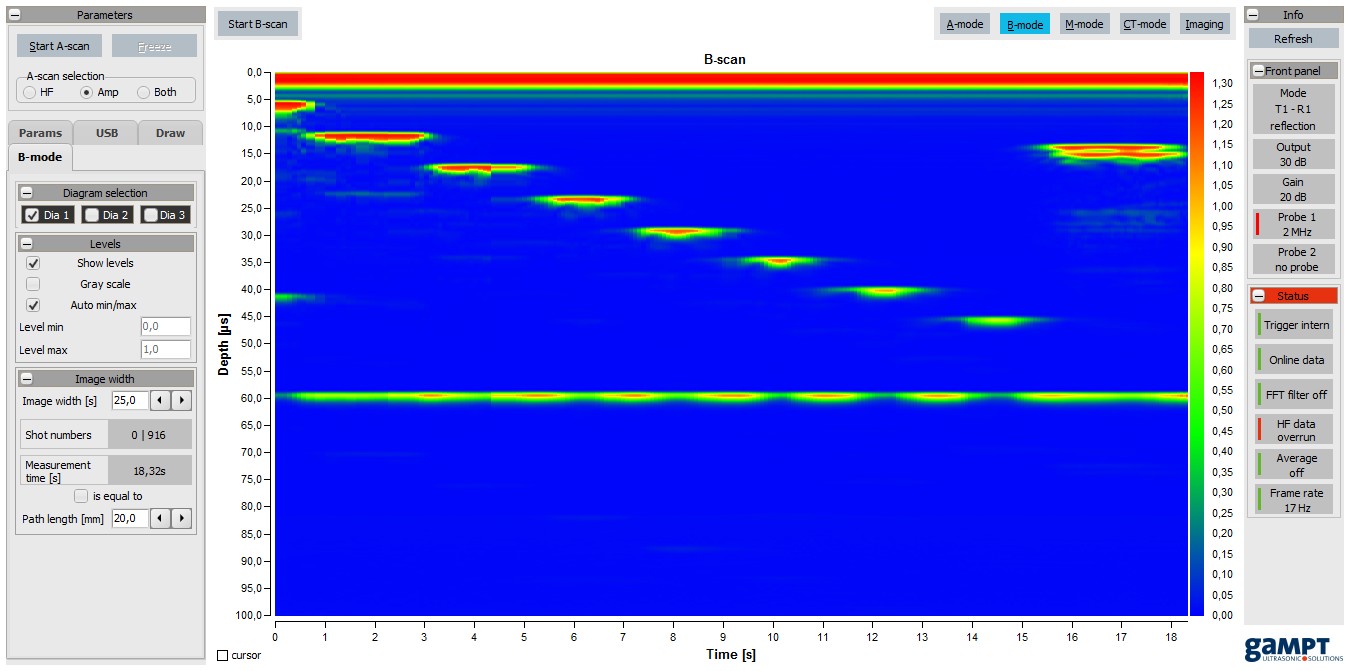 Parameters
Start A-scan
Freeze
A-scan selection
HF
Amp
Both
Params
USB
Draw
B-mode
Diagram selection
Dia 1
Dia 2
Dia 3
Levels
Show levels
Gray scale
Auto min/max
Level min
0,0
Level max
1,0
Image width
Image width [s]
25,0
Shot numbers
0 | 916
Measurement
time [s]
18,32s
is equal to
Path length [mm]
20,0
Start B-scan
A-mode
B-mode
M-mode
CT-mode
Imaging
B-scan
Depth [µs]
0,0
5,0
10,0
15,0
20,0
25,0
30,0
35,0
40,0
45,0
50,0
55,0
60,0
65,0
70,0
75,0
80,0
85,0
90,0
95,0
100,0
0 1 2 3 4 5 6 7 8 9 10 11 12 13 14 15 16 17 18
Time [s]
cursor
1,30
1,25
1,20
1,15
1,10
1,05
1,00
0,95
0,90
0,85
0,80
0,75
0,70
0,65
0,60
0,55
0,50
0,45
0,40
0,35
0,30
0,25
0,20
0,15
0,10
0,05
0,00
Info
Refresh
Front panel
Mode
T1 - R1
reflection
Output
30 dB
Gain
20 dB
Probe 1
2 MHz
Probe 2
no probe
Status
Trigger intern
Online data
FFT filter off
HF data
overrun
Average
off
Frame rate
17 Hz
gaMPT
ULTRASONIC SOLUTIONS